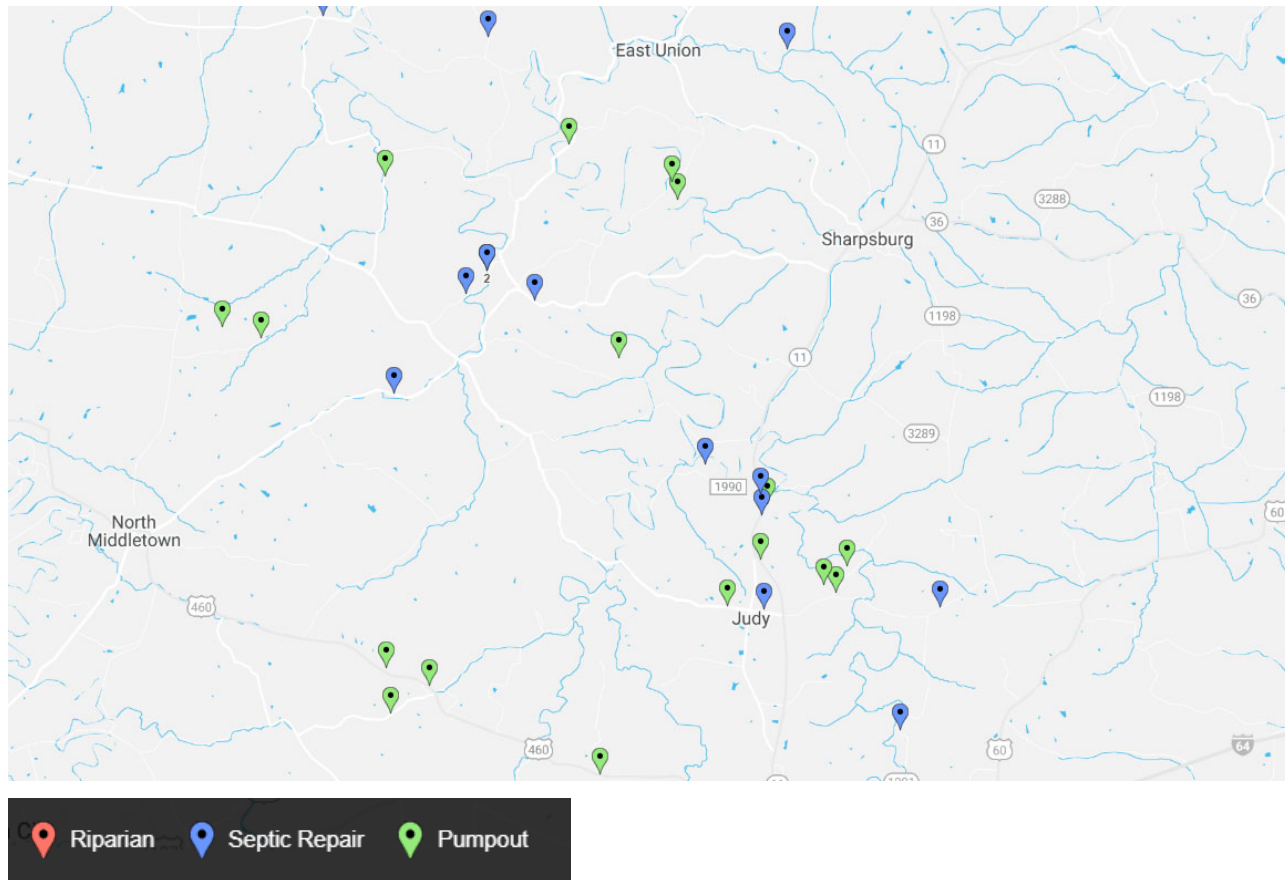 East Union
11
3288
36
Sharpsburg
2
36
1198
11
1198
3289
1990
60
North
Middletown
460
Judy
460
60
64
Riparian
Septic Repair
Pumpout